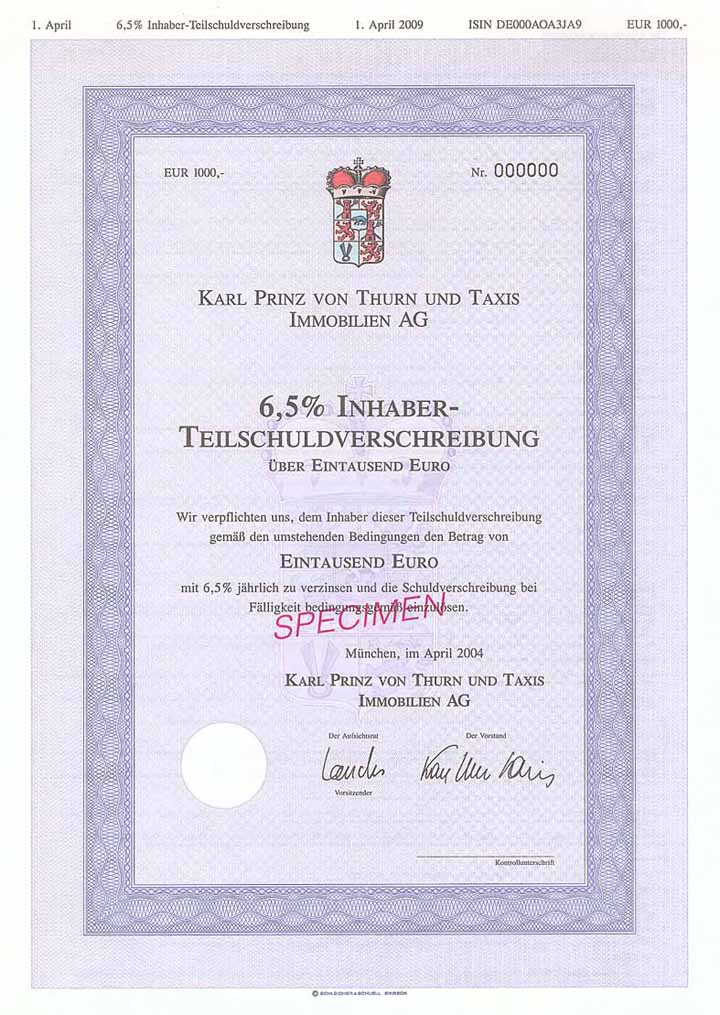 1. April 6,5% Inhaber-Teilschuldverschreibung 1. April 2009 ISIN DE000A0A3JA9 EUR 1000,-
EUR 1000,- Nr. 000000
KARL PRINZ VON THURN UND TAXIS
IMMOBILIEN AG
6,5% INHABER-
TEILSCHULDVERSCHREIBUNG
ÜBER EINTAUSEND EURO
Wir verpflichten uns, dem Inhaber dieser Teilschuldverschreibung
gemäß den umstehenden Bedingungen den Betrag von
EINTAUSEND EURO
mit 6,5% jährlich zu verzinsen und die Schuldverschreibung bei
Fälligkeit bedingungsgemäß einzulösen.
SPECIMEN
München, im April 2004
KARL PRINZ VON THURN UND TAXIS
IMMOBILIEN AG
Der Aufsichtsrat Der Vorstand
Vorsitzender
Kontrollunterschrift
© SCHLEICHER & SCHUELL